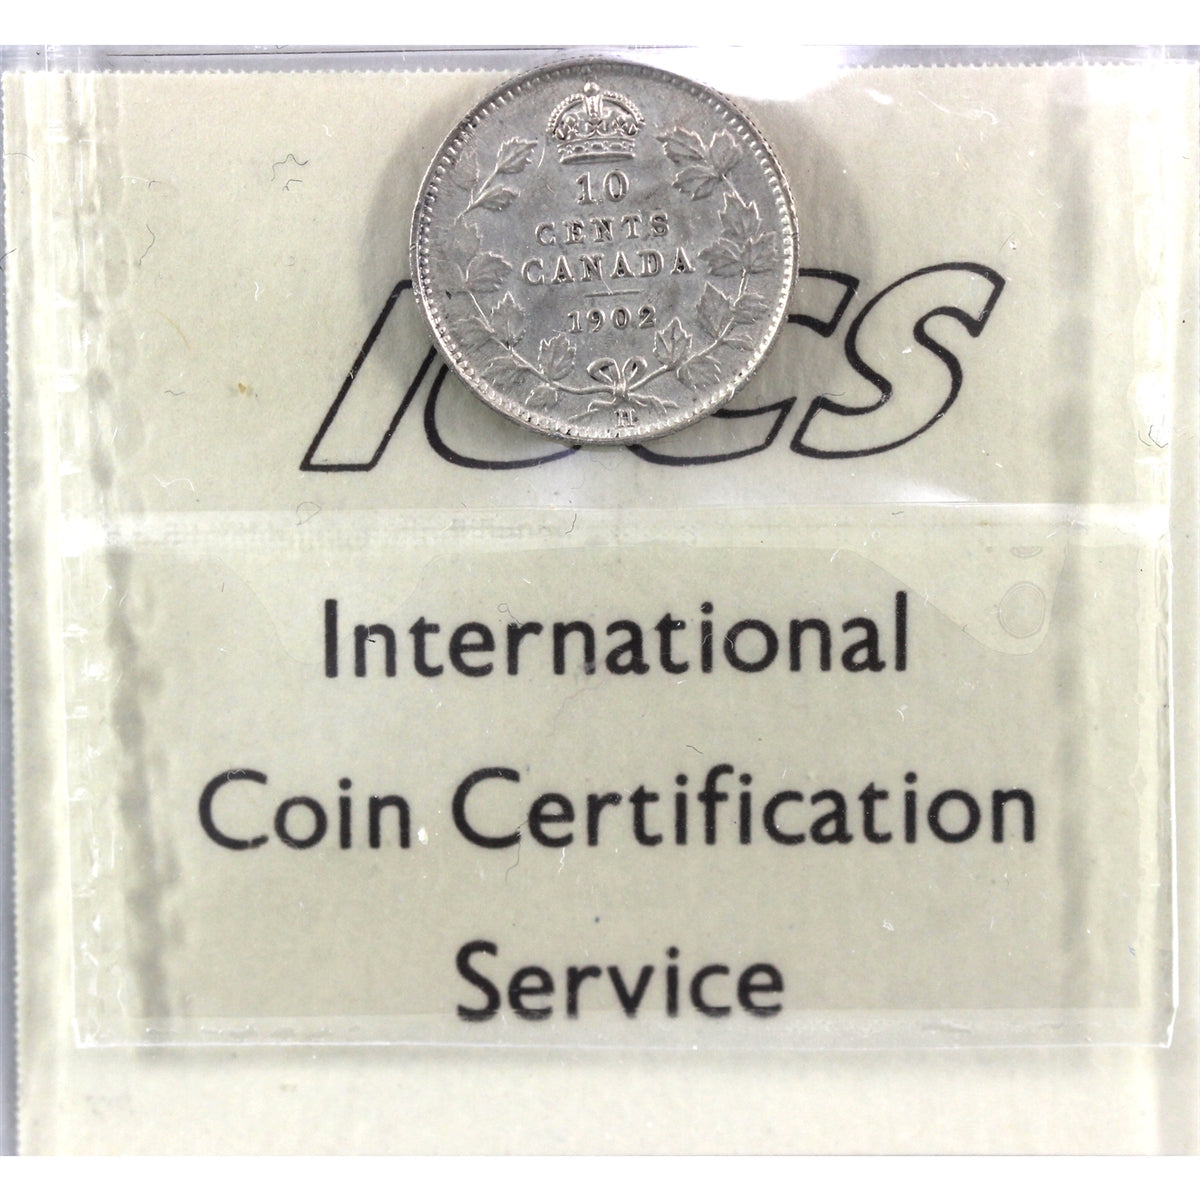 10
CENTS
CANADA
1902
H
ICCS
International
Coin Certification
Service